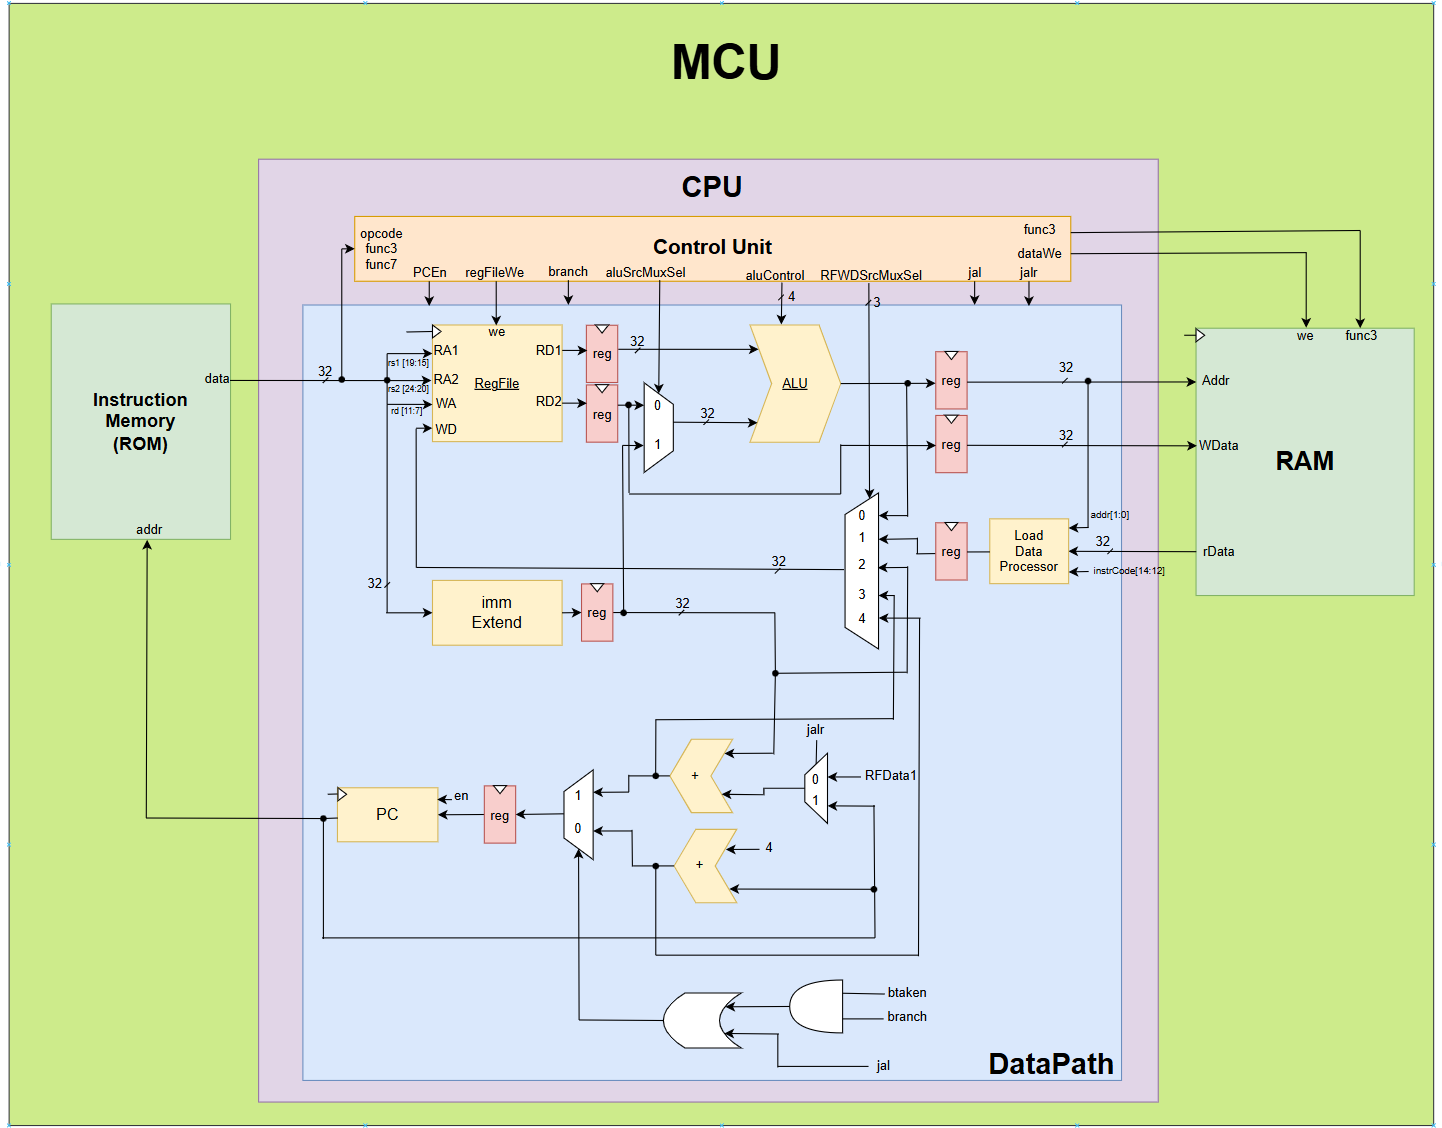 MCU
CPU
Control Unit
opcode
func3
func7
PCEn
regFileWe
branch
aluSrcMuxSel
aluControl
RFWDSrcMuxSel
jal
jalr
func3
dataWe
4
3
Instruction
Memory
(ROM)
data
addr
32
we
RA1
RA2
WA
WD
RegFile
RD1
RD2
rs1 [19:15]
rs2 [24:20]
rd [11:7]
reg
reg
32
0
1
32
ALU
reg
reg
32
32
we
func3
Addr
WData
rData
RAM
addr[1:0]
32
instrCode[14:12]
Load
Data
Processor
reg
0
1
2
3
4
32
32
imm
Extend
reg
32
jalr
0
1
RFData1
+
+
4
1
0
reg
en
PC
btaken
branch
jal
DataPath